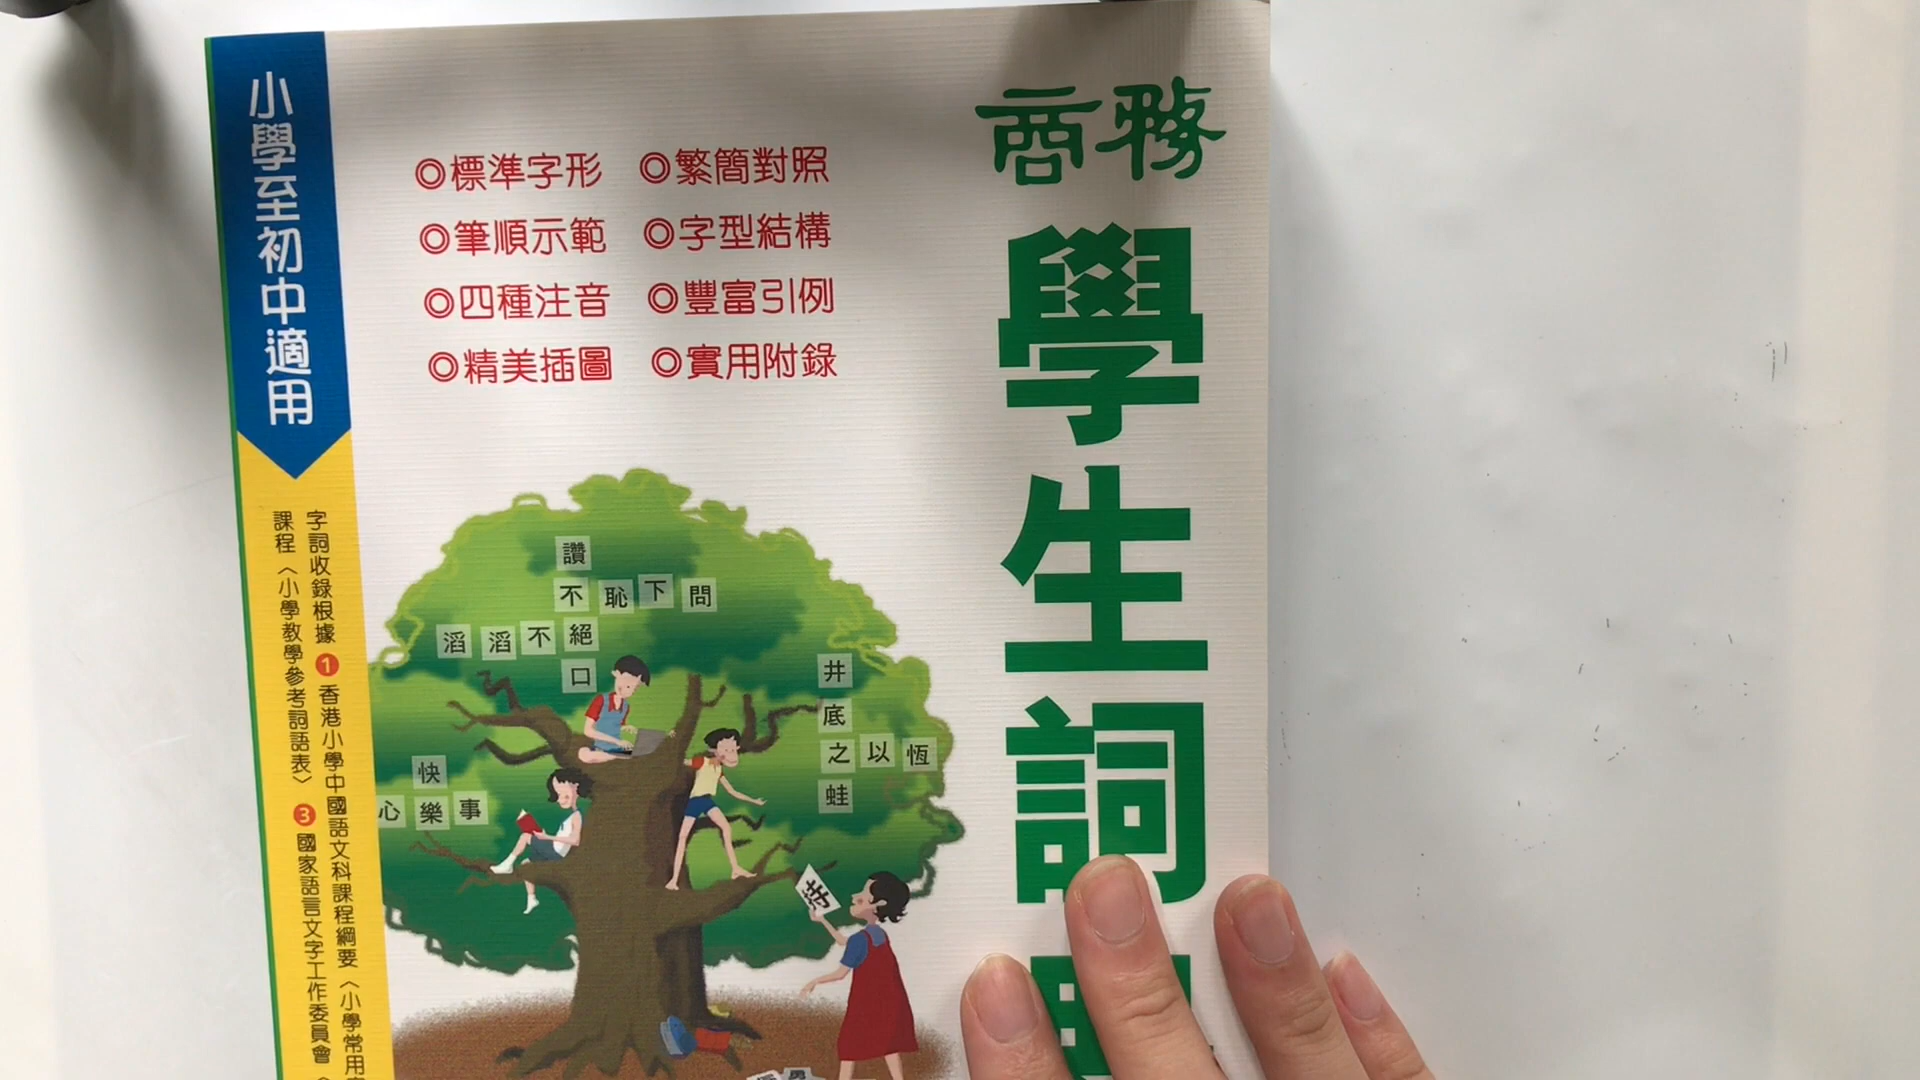 商務
學生詞
小學至初中適用
◎標準字形 ◎繁簡對照
◎筆順示範 ◎字型結構
◎四種注音 ◎豐富引例
◎精美插圖 ◎實用附錄
字詞收錄根據 1 香港小學中國語文科課程綱要〈小學常用
課程〈小學教學參考詞語表〉 3 國家語言文字工作委員會
讚
不恥下問
滔滔不絕
口
井
底
之以恆
蛙
快
心樂事